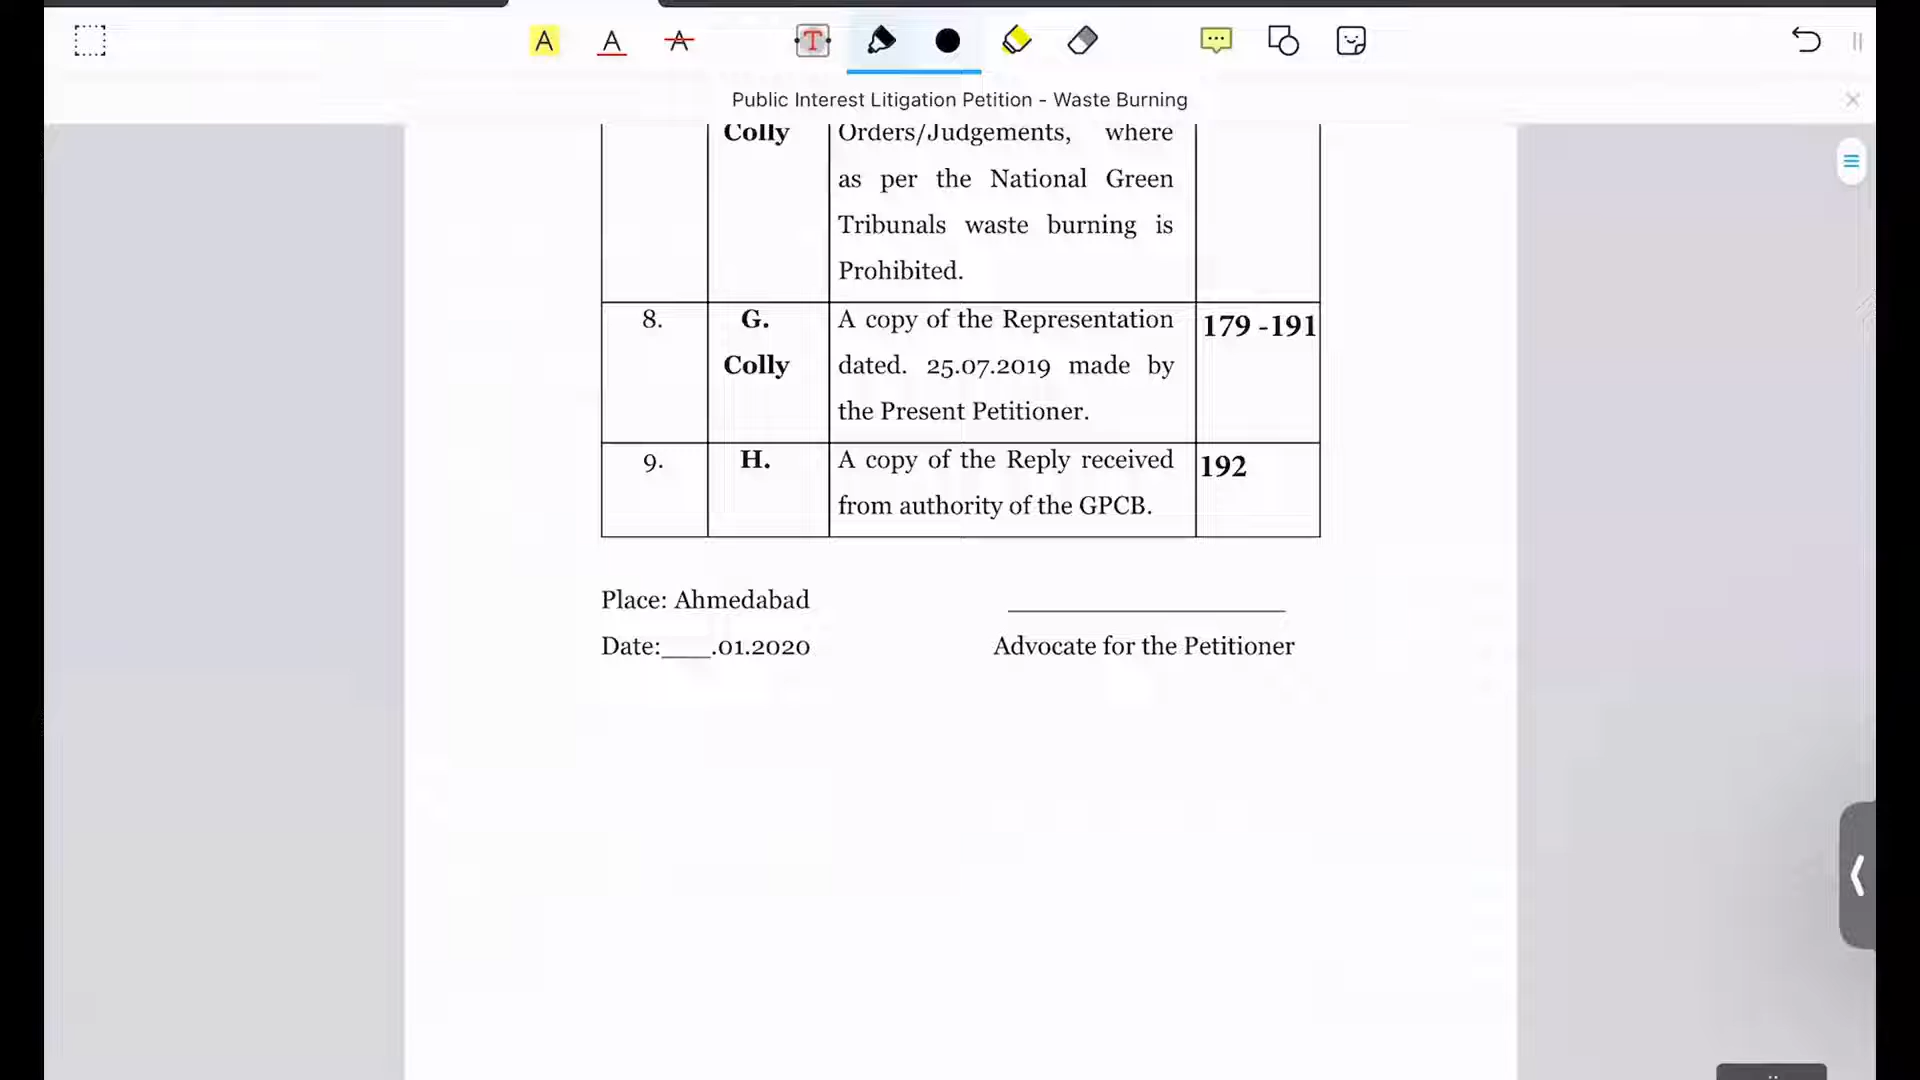 A A A T
Public Interest Litigation Petition - Waste Burning
Colly Orders/Judgements, where
as per the National Green
Tribunals waste burning is
Prohibited.
8. G. A copy of the Representation 179 -191
Colly dated. 25.07.2019 made by
the Present Petitioner.
9. H. A copy of the Reply received 192
from authority of the GPCB.
Place: Ahmedabad
Date:____.01.2020 Advocate for the Petitioner